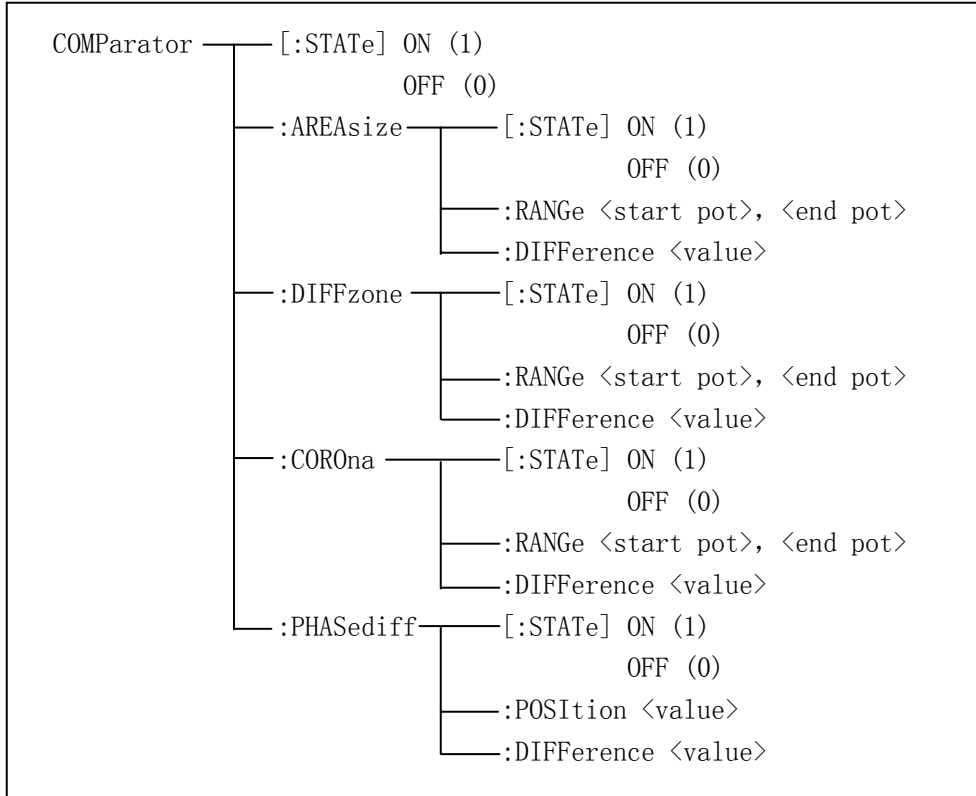 COMParator [:STATe] ON (1)
OFF (0)
:AREAsize [:STATe] ON (1)
OFF (0)
:RANGe <start pot>, <end pot>
:DIFFerence <value>
:DIFFzone [:STATe] ON (1)
OFF (0)
:RANGe <start pot>, <end pot>
:DIFFerence <value>
:COROna [:STATe] ON (1)
OFF (0)
:RANGe <start pot>, <end pot>
:DIFFerence <value>
:PHASediff [:STATe] ON (1)
OFF (0)
:POSItion <value>
:DIFFerence <value>